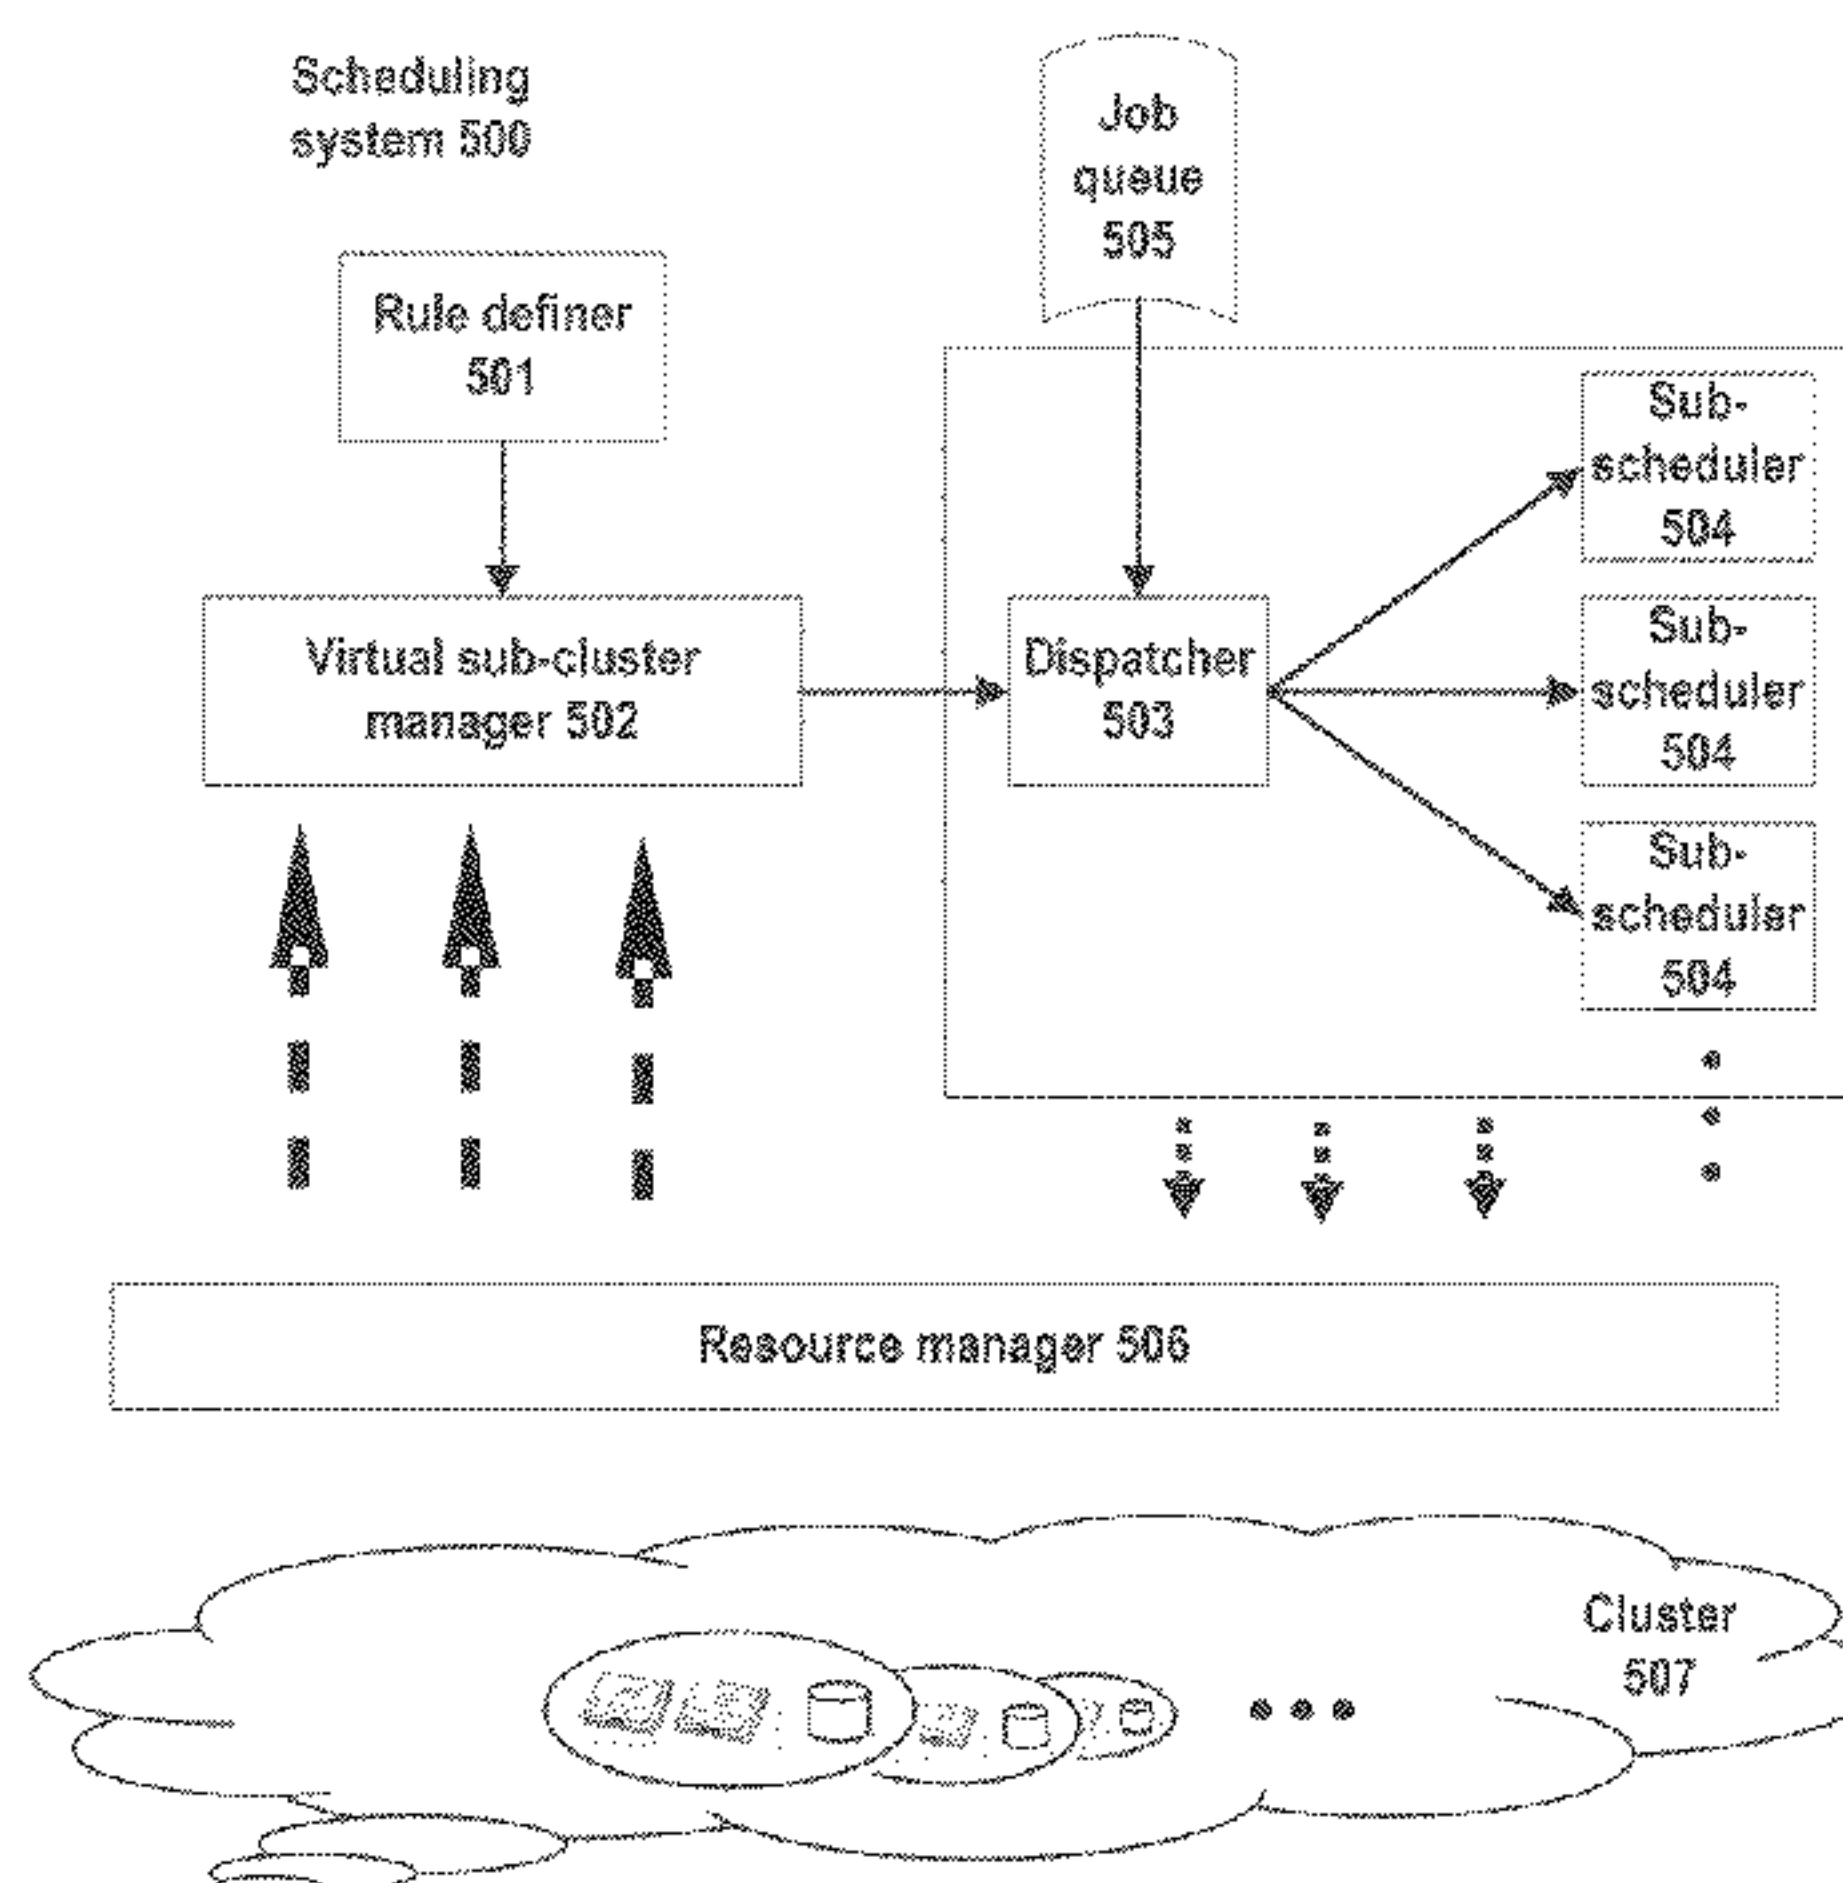 Scheduling
system 500
Job
queue
505
Rule definer
501
Sub-
scheduler
504
Virtual sub-cluster
manager 502
Dispatcher
503
Sub-
scheduler
504
Sub-
scheduler
504
Resource manager 506
Cluster
507